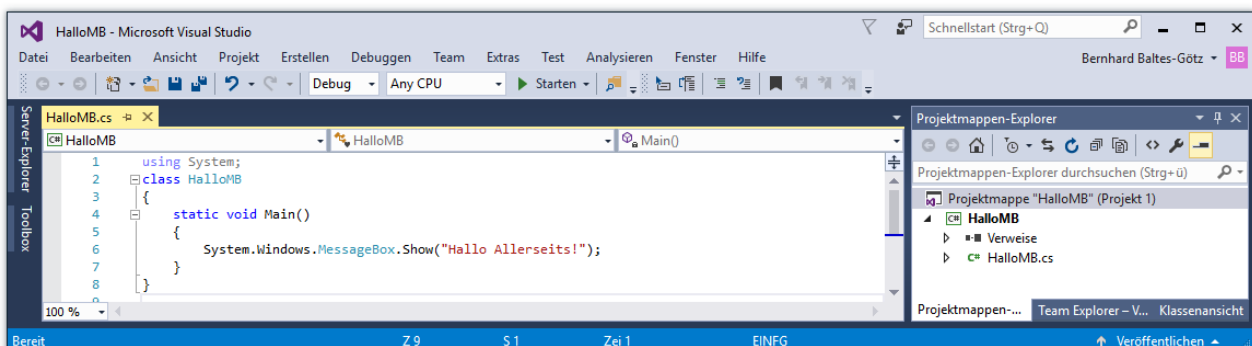 HalloMB - Microsoft Visual Studio
Schnellstart (Strg+Q)
Datei Bearbeiten Ansicht Projekt Erstellen Debuggen Team Extras Test Analysieren Fenster Hilfe
Bernhard Baltes-Götz BB
Debug Any CPU Starten
Server-Explorer
Toolbox
HalloMB.cs
C# HalloMB HalloMB Main()
1 using System;
2 class HalloMB
3 {
4 static void Main()
5 {
6 System.Windows.MessageBox.Show("Hallo Allerseits!");
7 }
8 }
9
100 %
Projektmappen-Explorer
Projektmappen-Explorer durchsuchen (Strg+ü)
Projektmappe "HalloMB" (Projekt 1)
C# HalloMB
Verweise
C# HalloMB.cs
Projektmappen-... Team Explorer – V... Klassenansicht
Bereit Z 9 S 1 Zei 1 EINFG Veröffentlichen